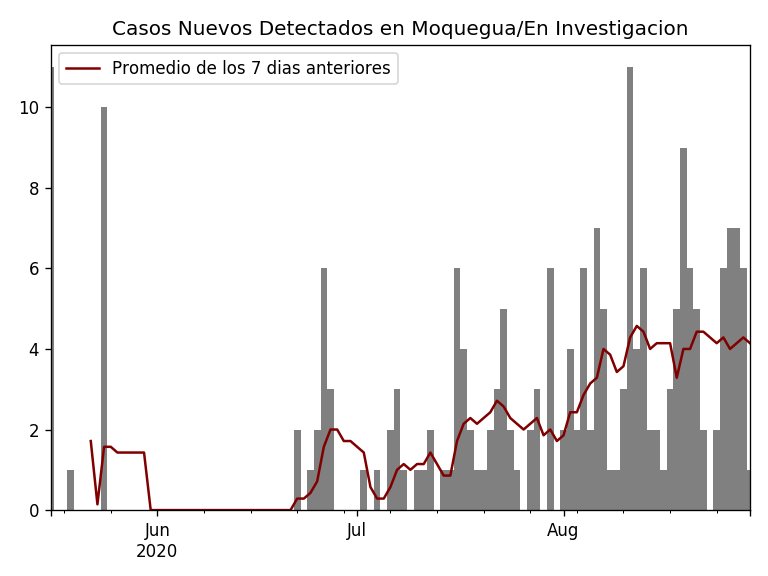 Casos Nuevos Detectados en Moquegua/En Investigacion
Promedio de los 7 dias anteriores
10
8
6
4
2
0
Jun
2020
Jul
Aug